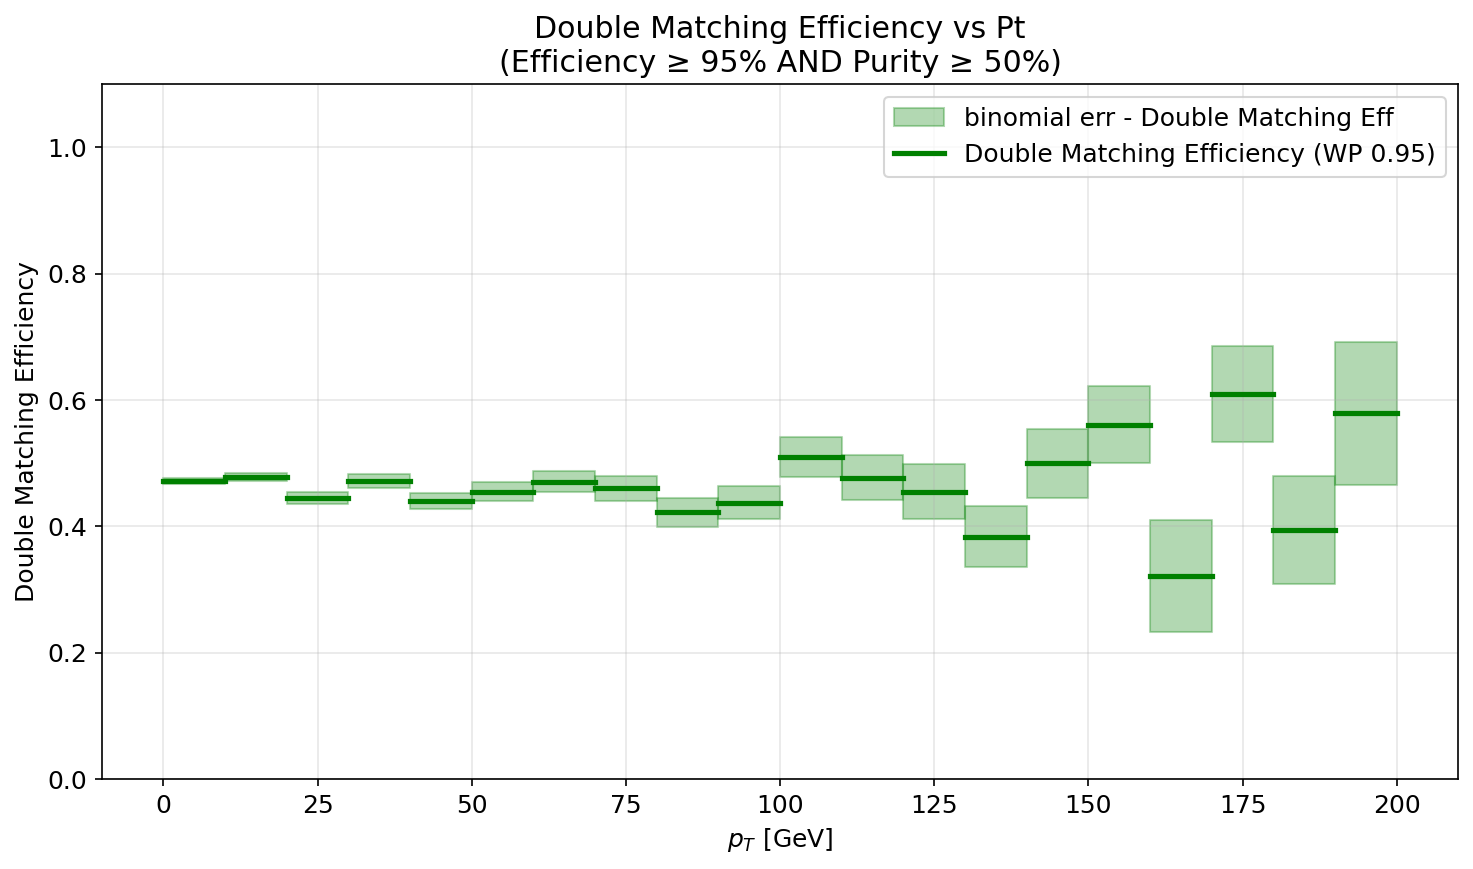 Double Matching Efficiency vs Pt
(Efficiency ≥ 95% AND Purity ≥ 50%)
binomial err - Double Matching Eff
Double Matching Efficiency (WP 0.95)
Double Matching Efficiency
1.0
0.8
0.6
0.4
0.2
0.0
0 25 50 75 100 125 150 175 200
p_T [GeV]